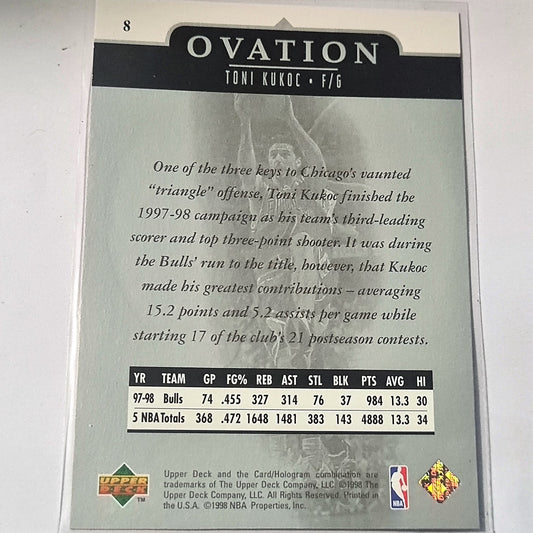 8
OVATION
TONI KUKOC • F/G
One of the three keys to Chicago's vaunted
"triangle" offense, Toni Kukoc finished the
1997-98 campaign as his team's third-leading
scorer and top three-point shooter. It was during
the Bulls' run to the title, however, that Kukoc
made his greatest contributions – averaging
15.2 points and 5.2 assists per game while
starting 17 of the club's 21 postseason contests.
YR TEAM GP FG% REB AST STL BLK PTS AVG HI
97-98 Bulls 74 .455 327 314 76 37 984 13.3 30
5 NBA Totals 368 .472 1648 1481 383 143 4888 13.3 34
UPPER DECK ™
Upper Deck and the Card/Hologram combination are
trademarks of The Upper Deck Company, LLC. ©1998 The
Upper Deck Company, LLC. All Rights Reserved. Printed in
the U.S.A. ©1998 NBA Properties, Inc.
NBA